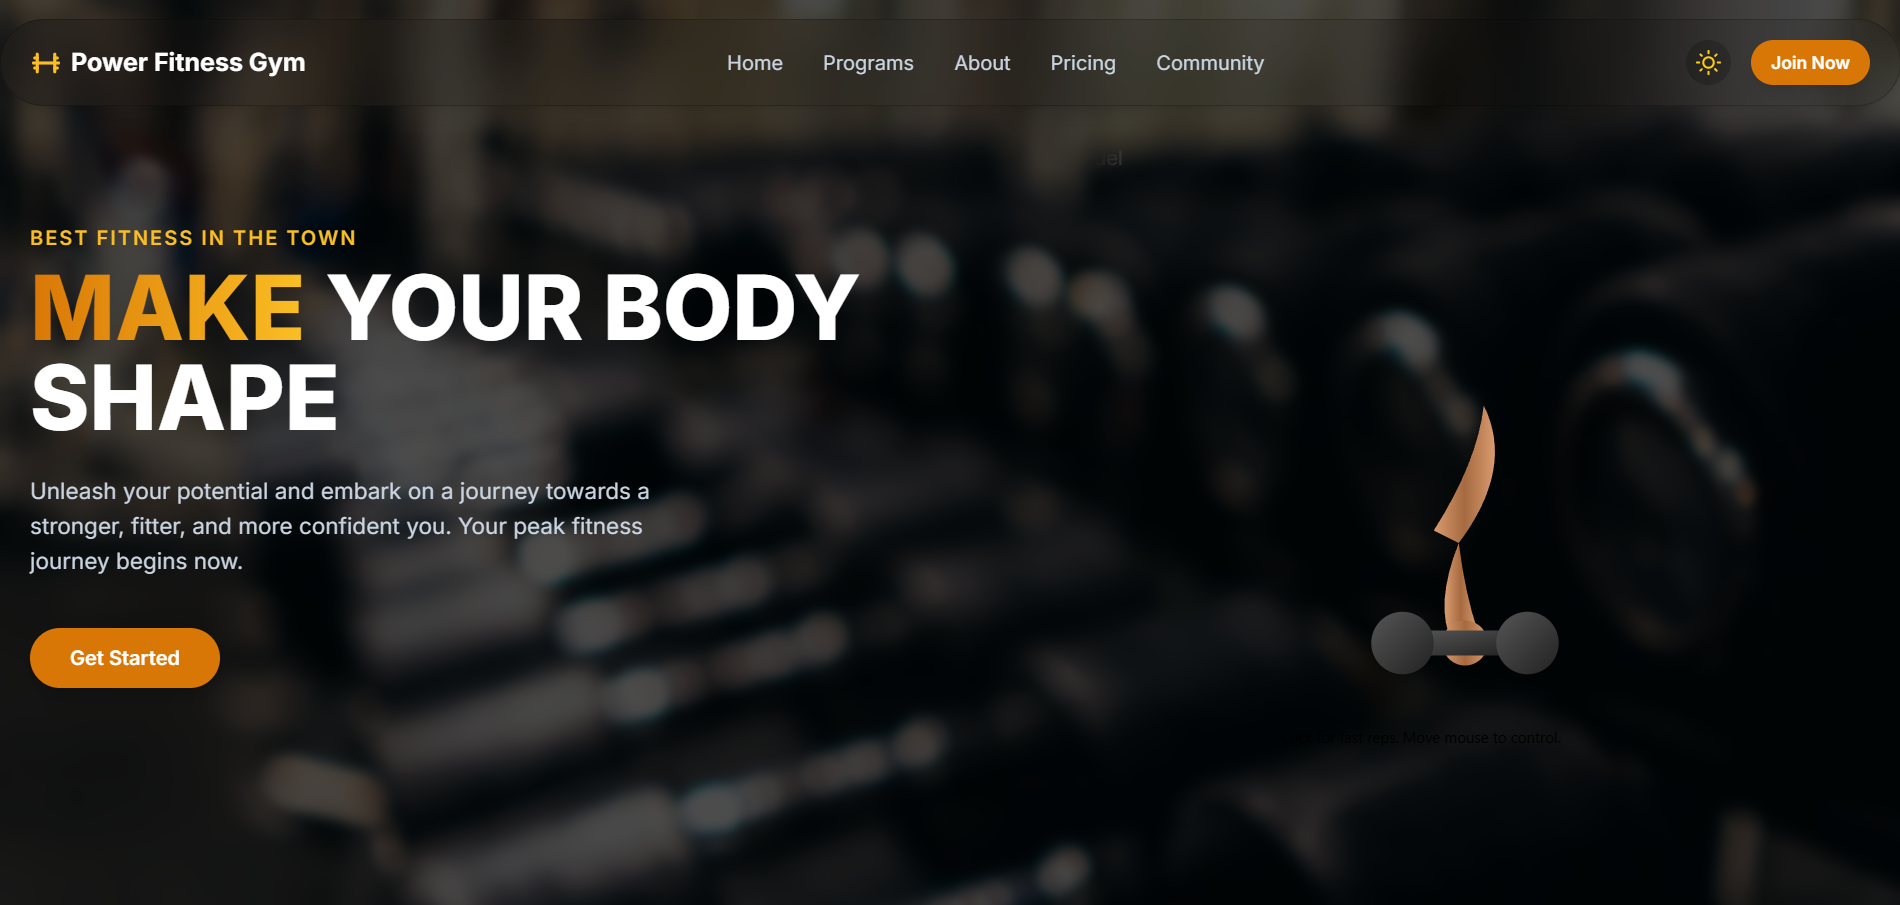 Power Fitness Gym
Home Programs About Pricing Community
Join Now
BEST FITNESS IN THE TOWN
MAKE YOUR BODY
SHAPE
Unleash your potential and embark on a journey towards a
stronger, fitter, and more confident you. Your peak fitness
journey begins now.
Get Started
for fast reps. Move mouse to control.